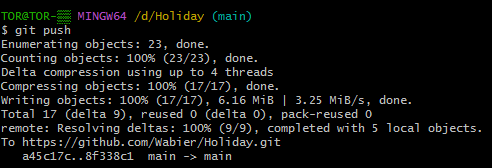 TOR@TOR-▒▒ MINGW64 /d/Holiday (main)
$ git push
Enumerating objects: 23, done.
Counting objects: 100% (23/23), done.
Delta compression using up to 4 threads
Compressing objects: 100% (17/17), done.
Writing objects: 100% (17/17), 6.16 MiB | 3.25 MiB/s, done.
Total 17 (delta 9), reused 0 (delta 0), pack-reused 0
remote: Resolving deltas: 100% (9/9), completed with 5 local objects.
To https://github.com/Wabier/Holiday.git
   a45c17c..8f338c1  main -> main